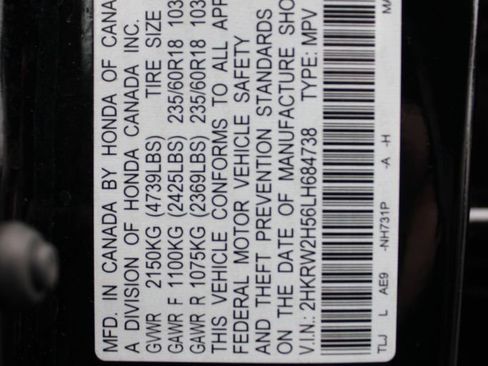 MFD. IN CANADA BY HONDA OF CANA
A DIVISION OF HONDA CANADA INC.
GVWR 2150KG (4739LBS) TIRE SIZE
GAWR F 1100KG (2425LBS) 235/60R18 103
GAWR R 1075KG (2369LBS) 235/60R18 103
THIS VEHICLE CONFORMS TO ALL APP
FEDERAL MOTOR VEHICLE SAFETY
AND THEFT PREVENTION STANDARDS
ON THE DATE OF MANUFACTURE SHO
V.I.N.: 2HKRW2H56LH684738 TYPE: MPV
TLJ L AE9 -NH731P -A -H
MA